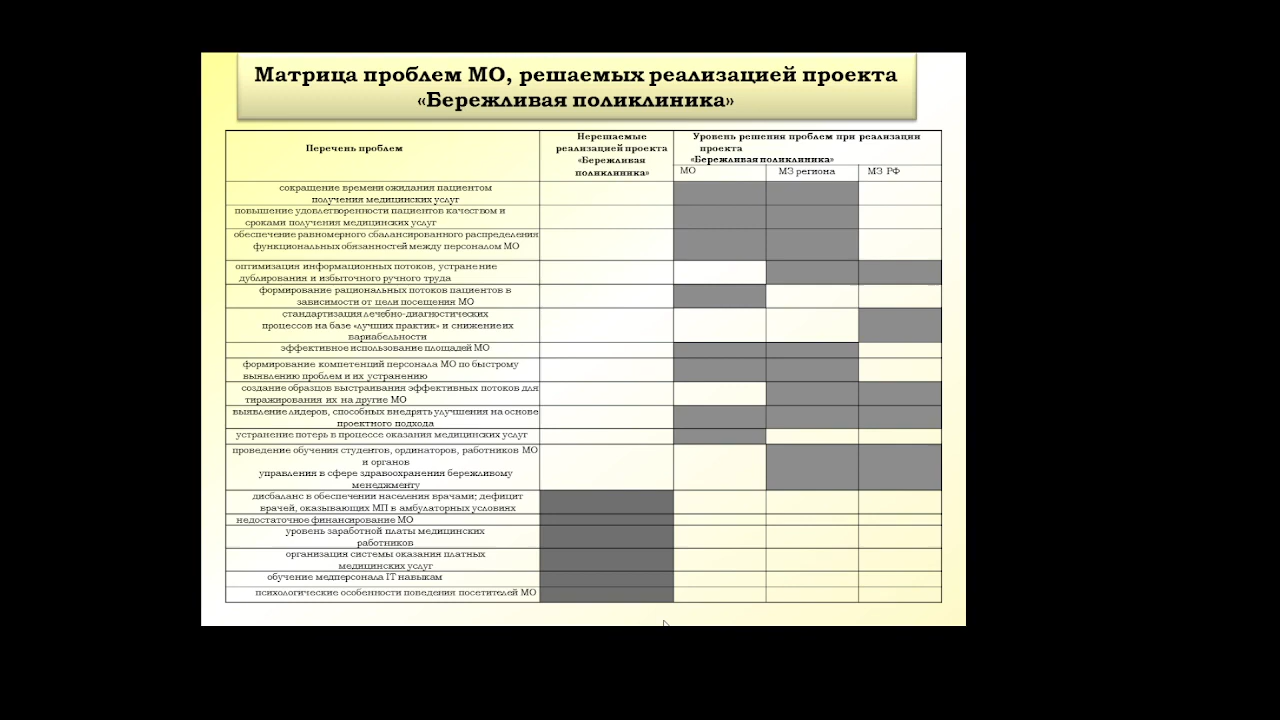 Матрица проблем МО, решаемых реализацией проекта
«Бережливая поликлиника»
Перечень проблем
Нерешаемые
реализацией проекта
«Бережливая
поликлиника»
Уровень решения проблем при реализации
проекта
«Бережливая поликлиника»
МО
МЗ региона
МЗ РФ
сокращение времени ожидания пациентом
получения медицинских услуг
повышение удовлетворенности пациентов качеством и
сроками получения медицинских услуг
обеспечение равномерного сбалансированного распределения
функциональных обязанностей между персоналом МО
оптимизация информационных потоков, устранение
дублирования и избыточного ручного труда
формирование рациональных потоков пациентов в
зависимости от цели посещения МО
стандартизация лечебно-диагностических
процессов на базе «лучших практик» и снижение их
вариабельности
эффективное использование площадей МО
формирование компетенций персонала МО по быстрому
выявлению проблем и их устранению
создание образцов выстраивания эффективных потоков для
тиражирования их на другие МО
выявление лидеров, способных внедрять улучшения на основе
проектного подхода
устранение потерь в процессе оказания медицинских услуг
проведение обучения студентов, ординаторов, работников МО
и органов
управления в сфере здравоохранения бережливому
менеджменту
дисбаланс в обеспечении населения врачами; дефицит
врачей, оказывающих МП в амбулаторных условиях
недостаточное финансирование МО
уровень заработной платы медицинских
работников
организация системы оказания платных
медицинских услуг
обучение медперсонала IT навыкам
психологические особенности поведения посетителей МО